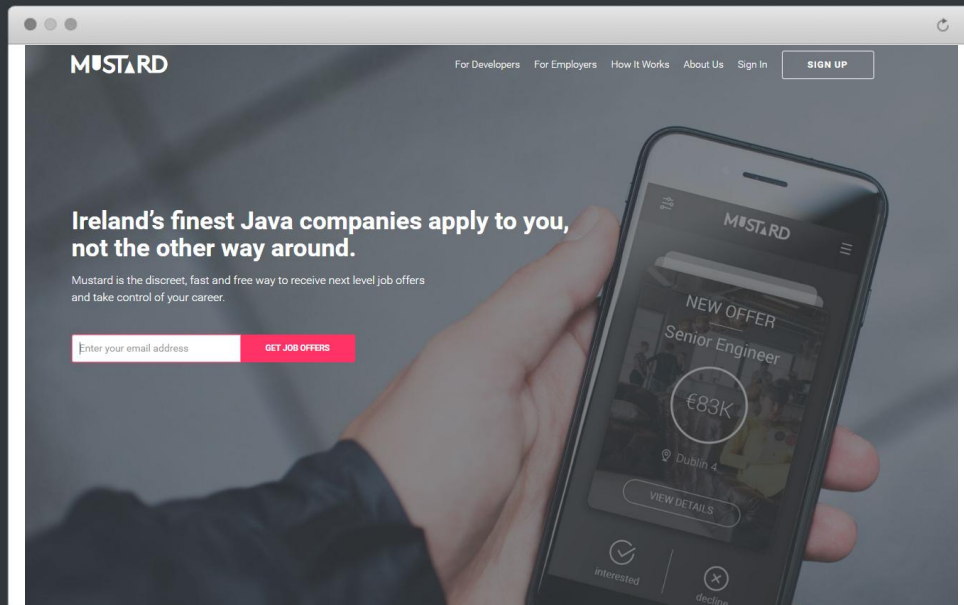 MUSTARD
For Developers For Employers How It Works About Us Sign In SIGN UP
Ireland's finest Java companies apply to you,
not the other way around.
Mustard is the discreet, fast and free way to receive next level job offers
and take control of your career.
Enter your email address GET JOB OFFERS
MUSTARD
NEW OFFER
Senior Engineer
€83K
Dublin 4
VIEW DETAILS
interested
decline